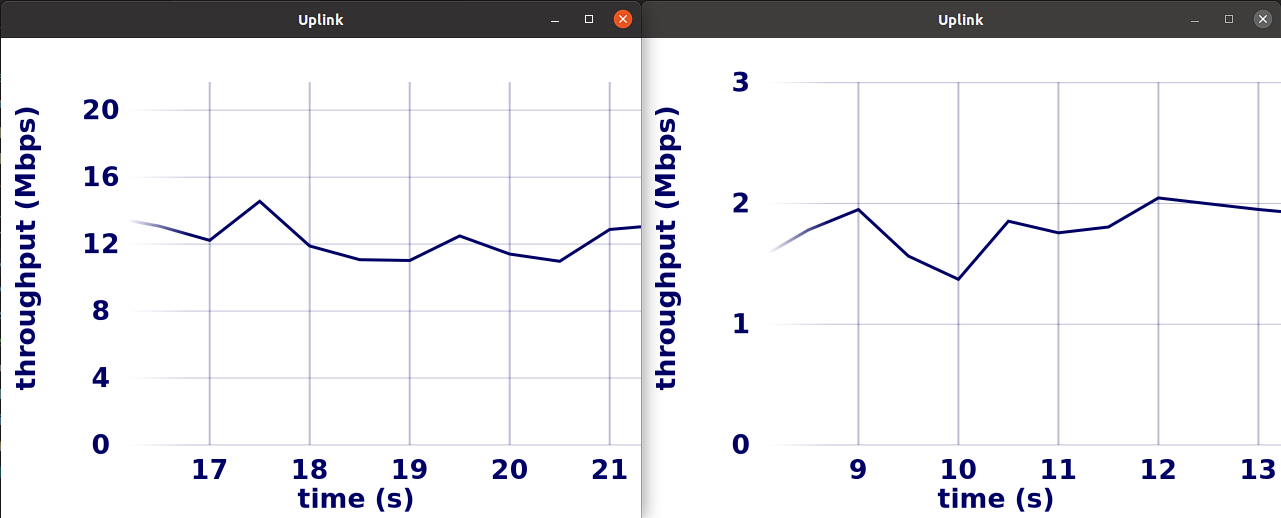 Uplink
throughput (Mbps)
20
16
12
8
4
0
17 18 19 20 21
time (s)
Uplink
throughput (Mbps)
3
2
1
0
9 10 11 12 13
time (s)